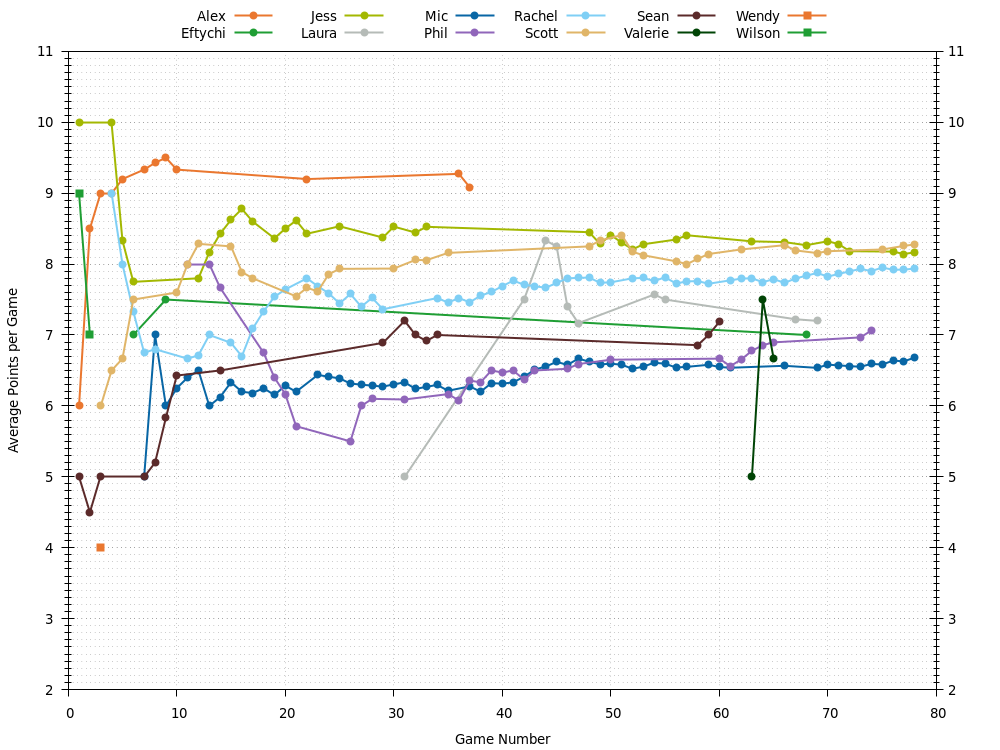 Alex Jess Mic Rachel Sean Wendy
Eftychi Laura Phil Scott Valerie Wilson
11 11
10 10
9 9
8 8
7 7
6 6
5 5
4 4
3 3
2 2
Average Points per Game
0 10 20 30 40 50 60 70 80
Game Number